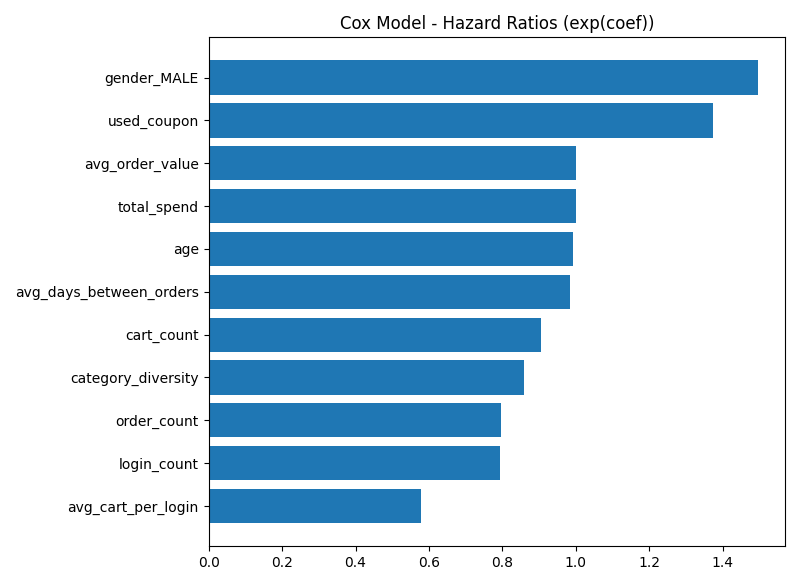 Cox Model - Hazard Ratios (exp(coef))
gender_MALE
used_coupon
avg_order_value
total_spend
age
avg_days_between_orders
cart_count
category_diversity
order_count
login_count
avg_cart_per_login
0.0 0.2 0.4 0.6 0.8 1.0 1.2 1.4